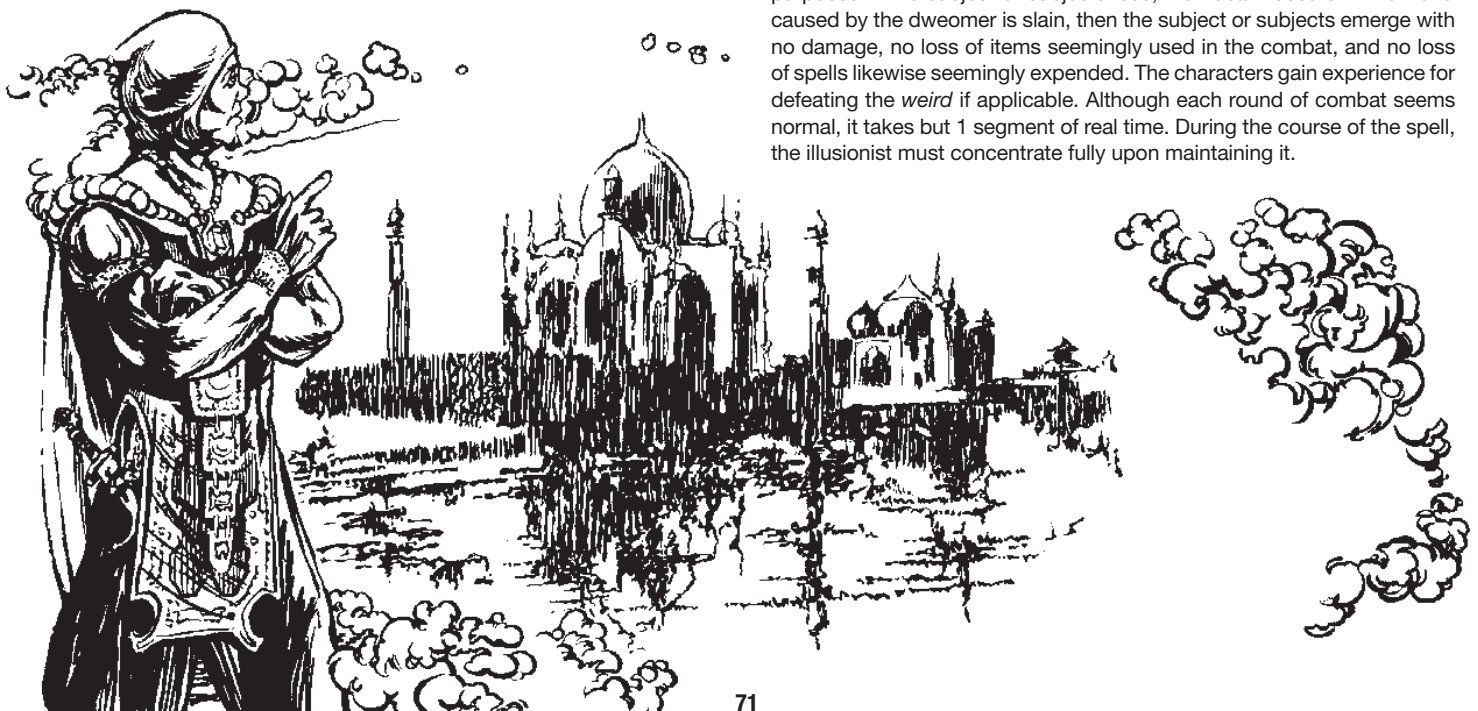 caused by the dweomer is slain, then the subject or subjects emerge with
no damage, no loss of items seemingly used in the combat, and no loss
of spells likewise seemingly expended. The characters gain experience for
defeating the weird if applicable. Although each round of combat seems
normal, it takes but 1 segment of real time. During the course of the spell,
the illusionist must concentrate fully upon maintaining it.
71